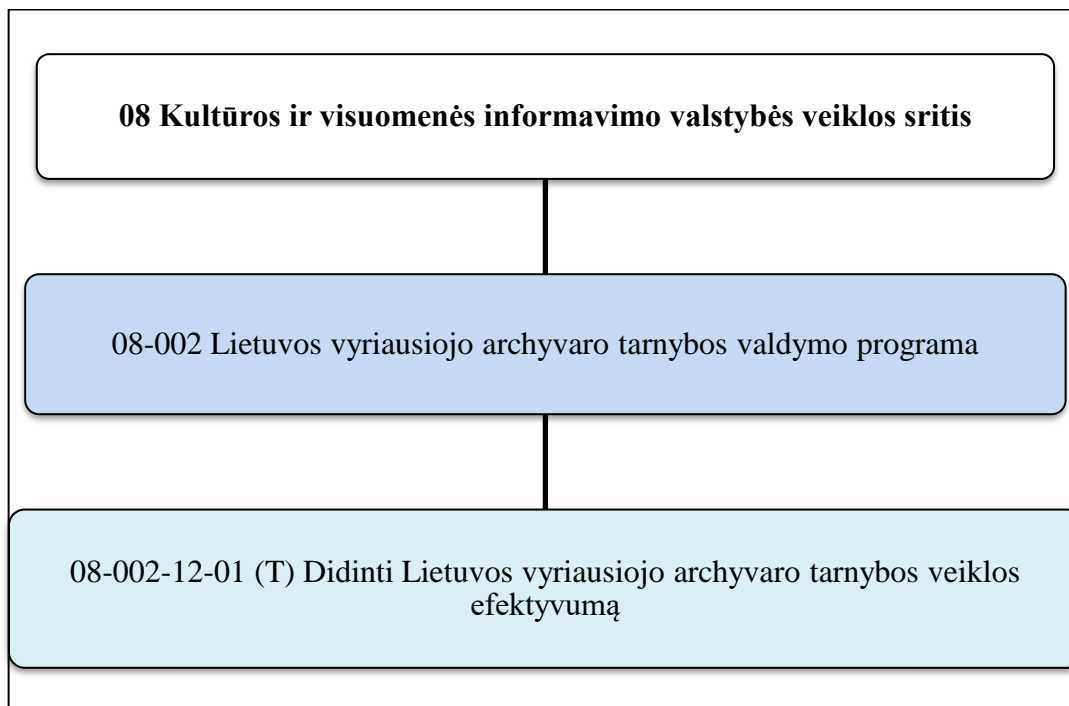 08 Kultūros ir visuomenės informavimo valstybės veiklos sritis
08-002 Lietuvos vyriausiojo archyvaro tarnybos valdymo programa
08-002-12-01 (T) Didinti Lietuvos vyriausiojo archyvaro tarnybos veiklos
efektyvumą